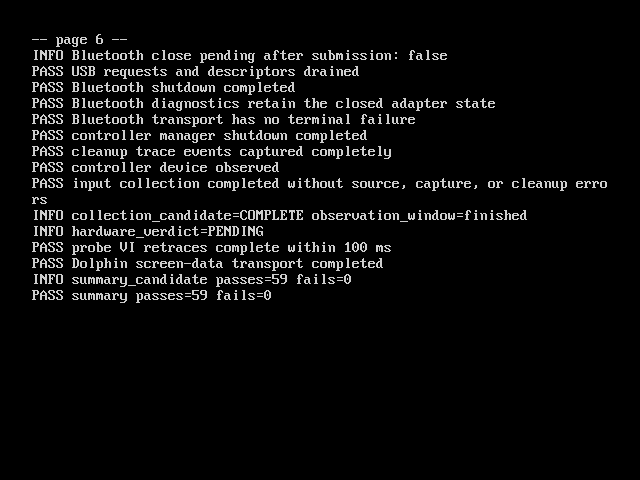 -- page 6 --
INFO Bluetooth close pending after submission: false
PASS USB requests and descriptors drained
PASS Bluetooth shutdown completed
PASS Bluetooth diagnostics retain the closed adapter state
PASS Bluetooth transport has no terminal failure
PASS controller manager shutdown completed
PASS cleanup trace events captured completely
PASS controller device observed
PASS input collection completed without source, capture, or cleanup erro
rs
INFO collection_candidate=COMPLETE observation_window=finished
INFO hardware_verdict=PENDING
PASS probe VI retraces complete within 100 ms
PASS Dolphin screen-data transport completed
INFO summary_candidate passes=59 fails=0
PASS summary passes=59 fails=0